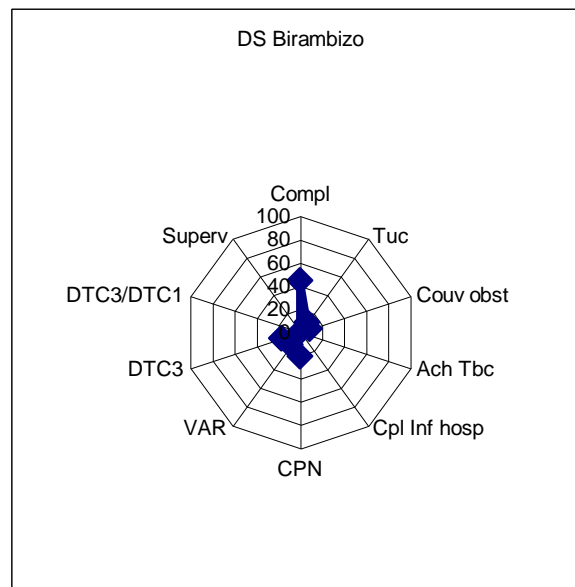 DS Birambizo
Compl
100
80
60
40
20
0
Tuc
Couv obst
Ach Tbc
Cpl Inf hosp
CPN
VAR
DTC3
DTC3/DTC1
Superv